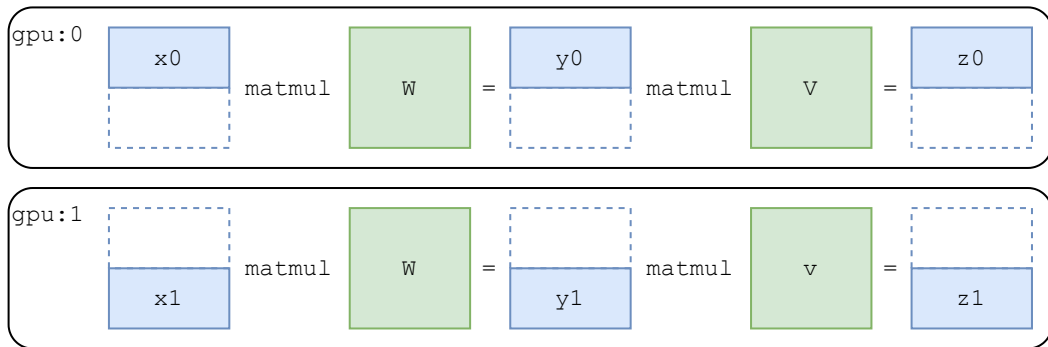 gpu:0
x0 matmul W = y0 matmul V = z0
gpu:1
x1 matmul W = y1 matmul v = z1